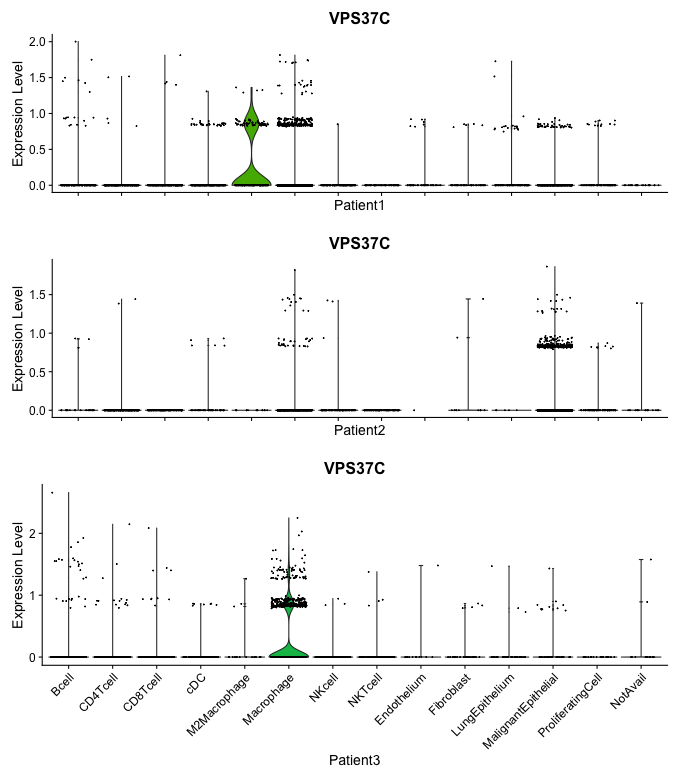 VPS37C
Expression Level
2.0
1.5
1.0
0.5
0.0
Patient1
VPS37C
Expression Level
1.5
1.0
0.5
0.0
Patient2
VPS37C
Expression Level
2
1
0
Bcell
CD4Tcell
CD8Tcell
cDC
M2Macrophage
Macrophage
NKcell
NKTcell
Endothelium
Fibroblast
LungEpithelium
MalignantEpithelial
ProliferatingCell
NotAvail
Patient3